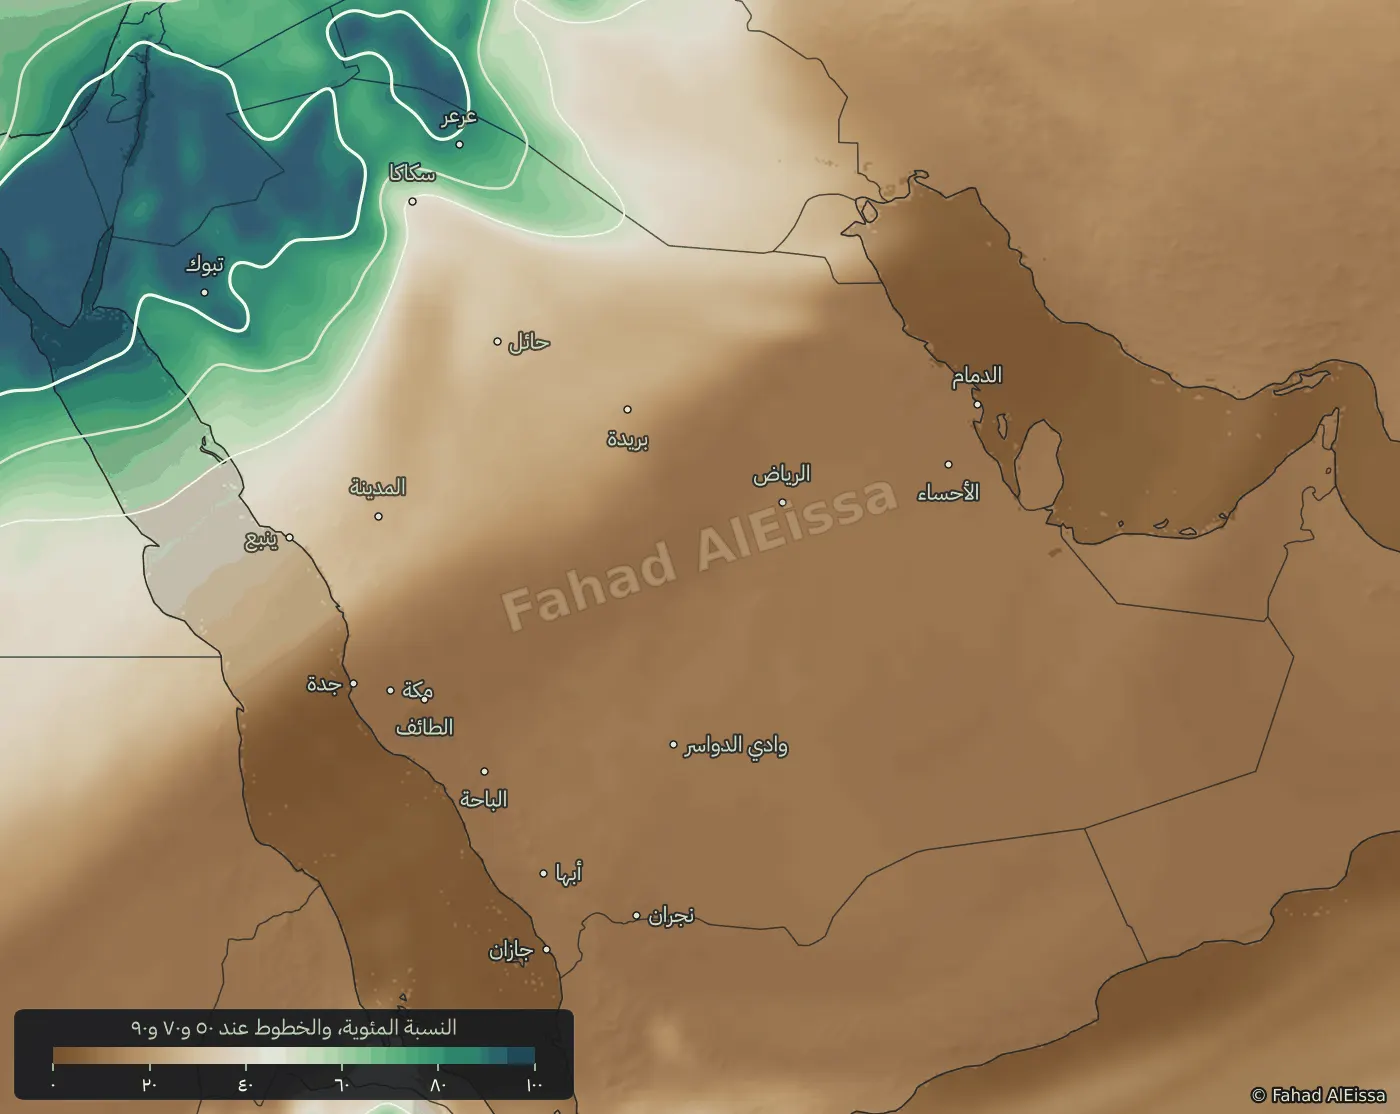 عرعر
سكاكا
تبوك
حائل
الدمام
بريدة
الرياض
المدينة
الأحساء
ينبع
Fahad AlEissa
جدة
مكة
الطائف
وادي الدواسر
الباحة
أبها
نجران
جازان
النسبة المئوية، والخطوط عند ٥٠ و٧٠ و٩٠
٠ ٢٠ ٤٠ ٦٠ ٨٠ ١٠٠
© Fahad AlEissa